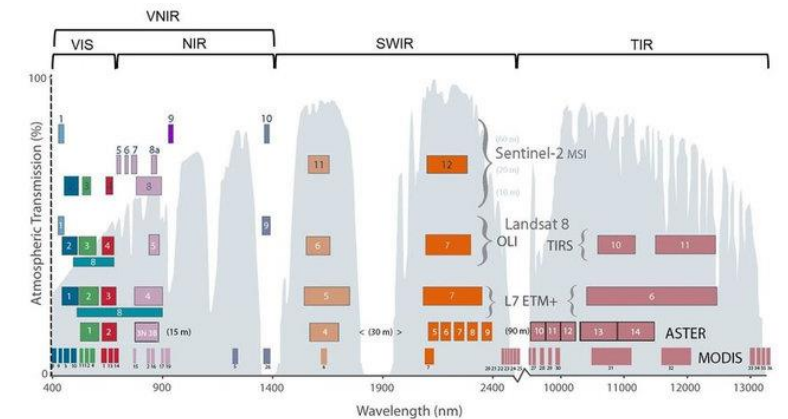 VNIR
VIS NIR SWIR TIR
100
Atmospheric Transmission (%)
1 9 10
(60 m)
5 6 7 8a
11 12
Sentinel-2 MSI
(20 m)
3 8
(10 m)
1 9
Landsat 8
OLI
2 3 4 5 6 7
TIRS 10 11
8
1 2 3 4 5 7
L7 ETM+
6
8
1 2 3N 3B (15 m) 4 < (30 m) > 5 6 7 8 9 (90 m) 10 11 12 13 14 ASTER
MODIS
0
400 900 1400 1900 2400 10000 11000 12000 13000
Wavelength (nm)